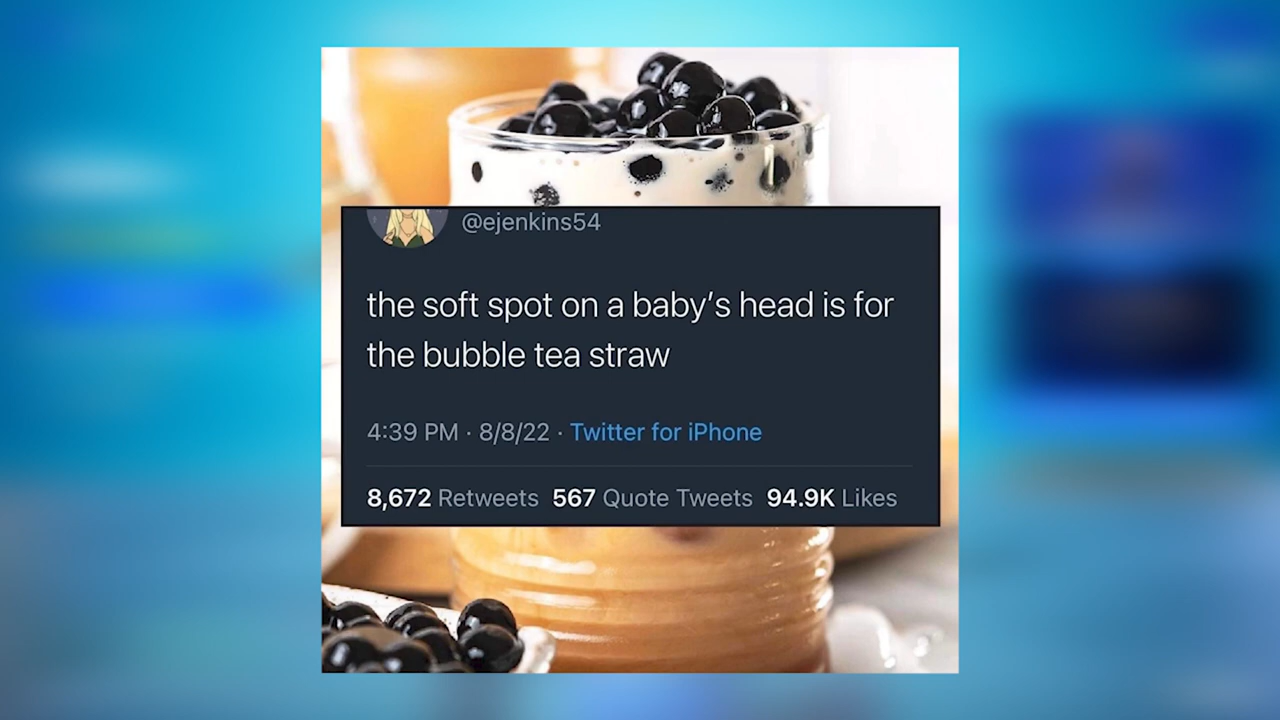 @ejenkins54
the soft spot on a baby's head is for
the bubble tea straw
4:39 PM · 8/8/22 · Twitter for iPhone
8,672 Retweets 567 Quote Tweets 94.9K Likes